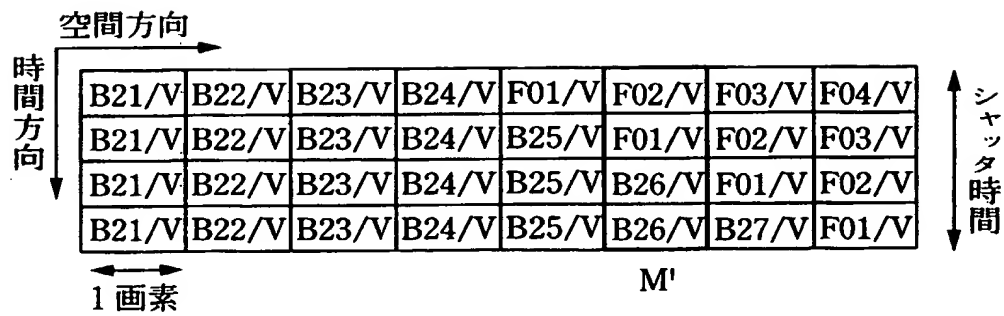 空間方向
時間方向
B21/V B22/V B23/V B24/V F01/V F02/V F03/V F04/V
B21/V B22/V B23/V B24/V B25/V F01/V F02/V F03/V
B21/V B22/V B23/V B24/V B25/V B26/V F01/V F02/V
B21/V B22/V B23/V B24/V B25/V B26/V B27/V F01/V
シャッタ時間
1画素
M'